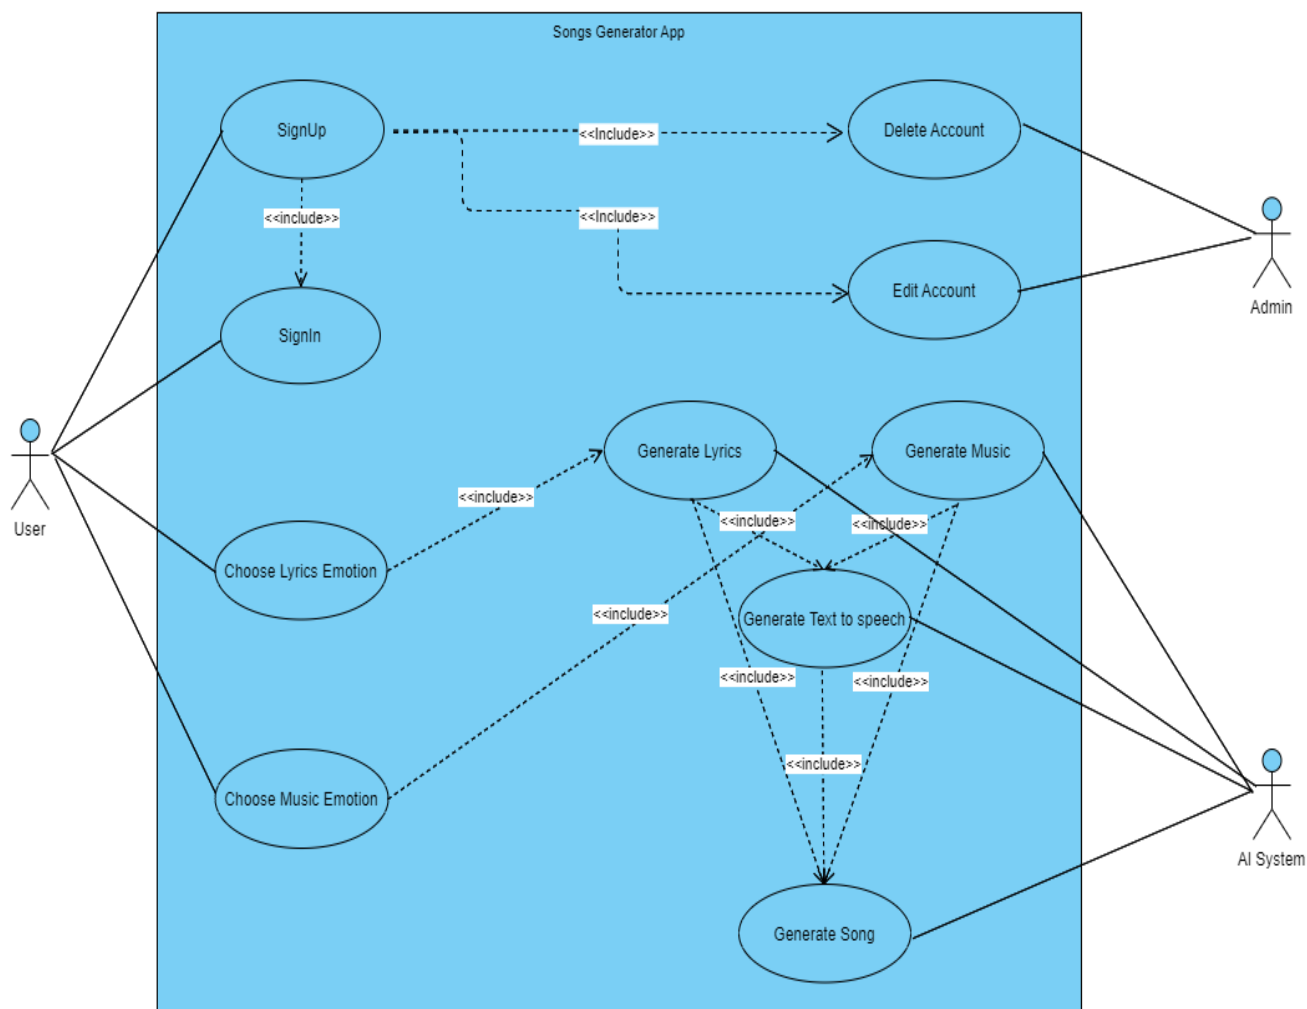 Songs Generator App
SignUp
<<Include>>
Delete Account
<<include>>
<<Include>>
Edit Account
Admin
SignIn
User
Generate Lyrics
Generate Music
<<include>>
<<include>>
<<include>>
Choose Lyrics Emotion
<<include>>
Generate Text to speech
<<include>>
<<include>>
<<include>>
Choose Music Emotion
AI System
Generate Song